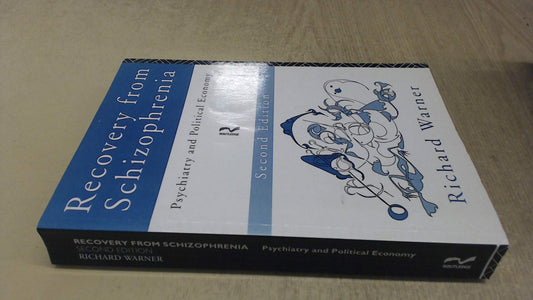 Recovery from
Schizophrenia
Psychiatry and Political Economy
ROUTLEDGE
Second Edition
Richard Warner
RECOVERY FROM SCHIZOPHRENIA Psychiatry and Political Economy
SECOND EDITION
RICHARD WARNER
ROUTLEDGE